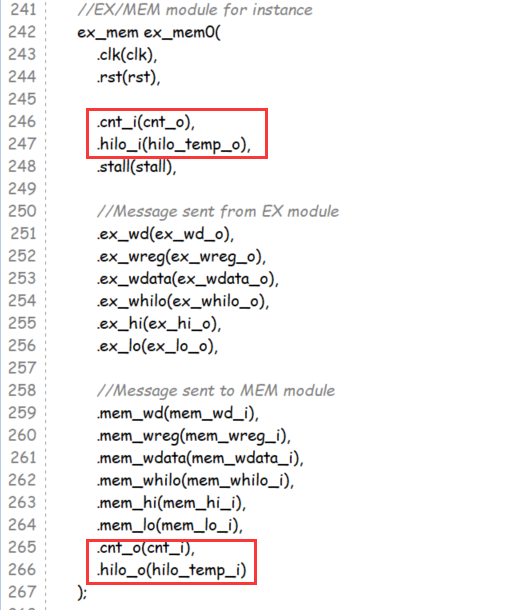 241 //EX/MEM module for instance
242 ex_mem ex_mem0(
243 .clk(clk),
244 .rst(rst),
245
246 .cnt_i(cnt_o),
247 .hilo_i(hilo_temp_o),
248 .stall(stall),
249
250 //Message sent from EX module
251 .ex_wd(ex_wd_o),
252 .ex_wreg(ex_wreg_o),
253 .ex_wdata(ex_wdata_o),
254 .ex_whilo(ex_whilo_o),
255 .ex_hi(ex_hi_o),
256 .ex_lo(ex_lo_o),
257
258 //Message sent to MEM module
259 .mem_wd(mem_wd_i),
260 .mem_wreg(mem_wreg_i),
261 .mem_wdata(mem_wdata_i),
262 .mem_whilo(mem_whilo_i),
263 .mem_hi(mem_hi_i),
264 .mem_lo(mem_lo_i),
265 .cnt_o(cnt_i),
266 .hilo_o(hilo_temp_i)
267 );